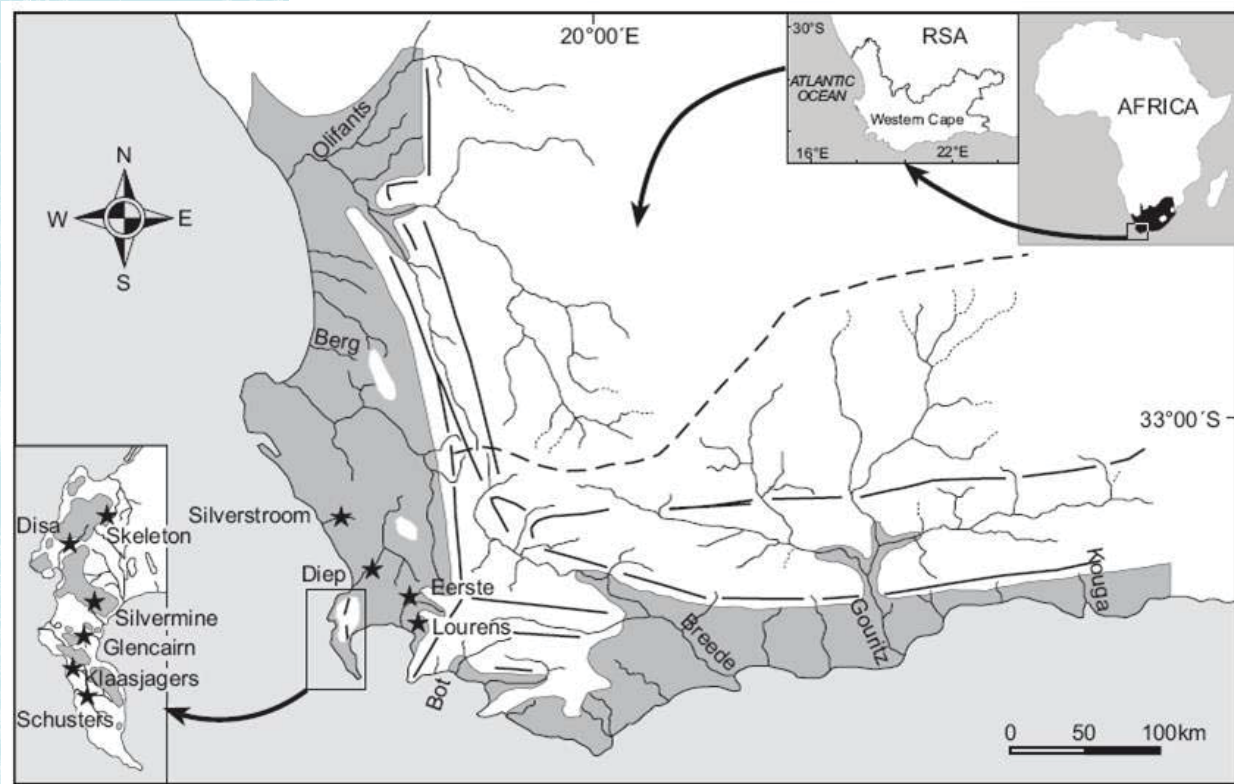 20°00´E
30°S
RSA
ATLANTIC
OCEAN
Western Cape
16°E
22°E
AFRICA
N
W
E
S
Olifants
Berg
33°00´S
Silverstroom
Diep
Eerste
Lourens
Bot
Breede
Gouritz
Kouga
Disa
Skeleton
Silvermine
Glencairn
Klaasjagers
Schusters
0 50 100km